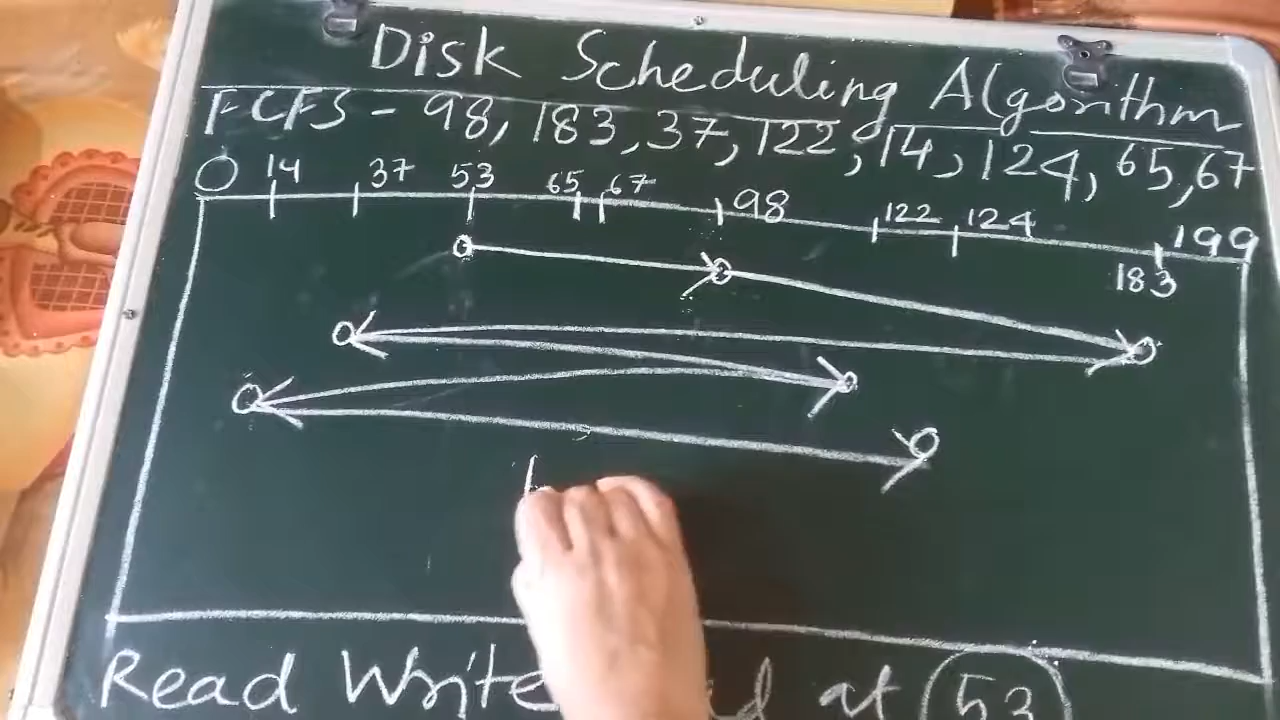 Disk Scheduling Algorithm
FCFS - 98, 183, 37, 122, 14, 124, 65, 67
0 14 37 53 65 67 98 122 124 199
183
Read Write at 53